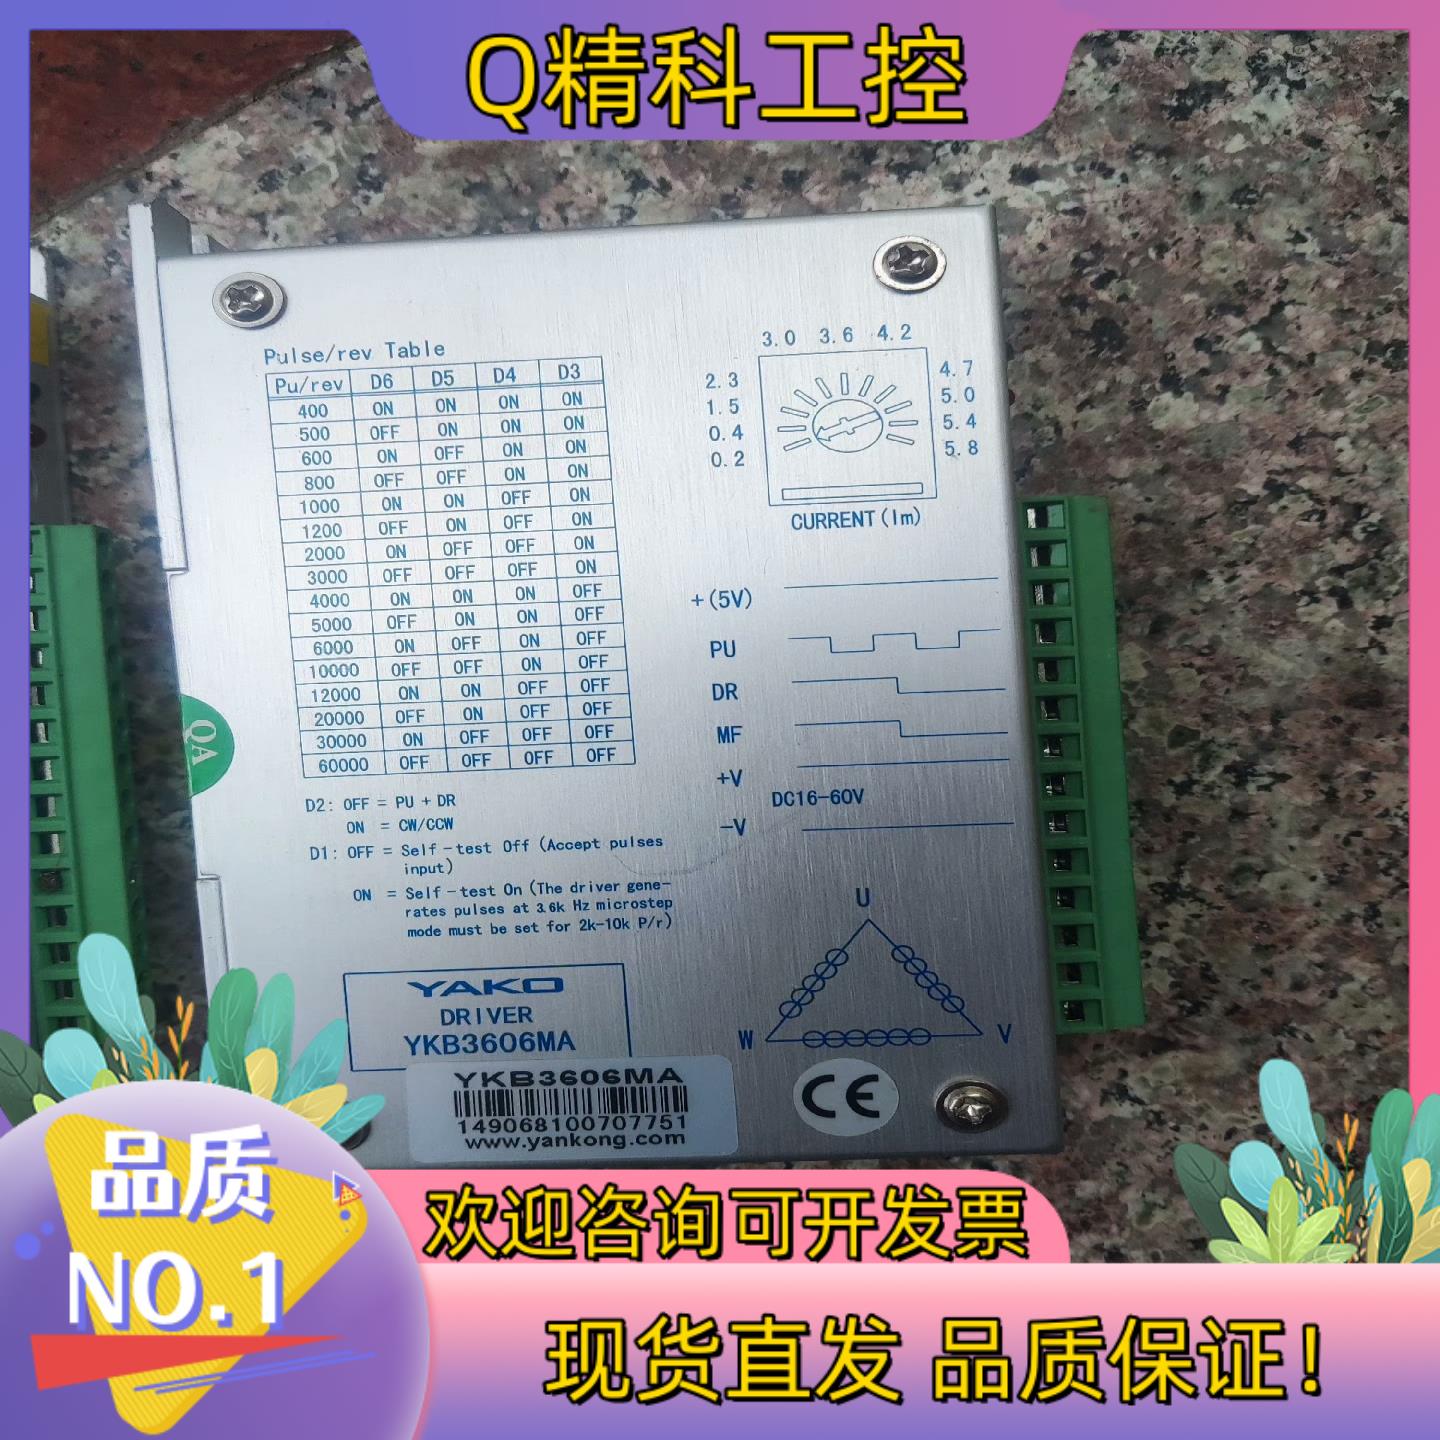 Q精科工控
Pulse/rev Table
Pu/rev D6 D5 D4 D3
400 ON ON ON ON
500 OFF ON ON ON
600 ON OFF ON ON
800 OFF OFF ON ON
1000 ON ON OFF ON
1200 OFF ON OFF ON
2000 ON OFF OFF ON
3000 OFF OFF OFF ON
4000 ON ON ON OFF
5000 OFF ON ON OFF
6000 ON OFF ON OFF
10000 OFF OFF ON OFF
12000 ON ON OFF OFF
20000 OFF ON OFF OFF
30000 ON OFF OFF OFF
60000 OFF OFF OFF OFF
D2: OFF = PU + DR
ON = CW/CCW
D1: OFF = Self-test Off (Accept pulses
input)
ON = Self-test On (The driver gene-
rates pulses at 3.6k Hz microstep
mode must be set for 2k-10k P/r)
3.0 3.6 4.2
2.3 4.7
1.5 5.0
0.4 5.4
0.2 5.8
CURRENT(Im)
+(5V)
PU
DR
MF
+V
DC16-60V
-V
U
W V
QA
YAKO
DRIVER
YKB3606MA
YKB3606MA
149068100707751
www.yankong.com
CE
品质
NO.1
欢迎咨询可开发票
现货直发 品质保证!